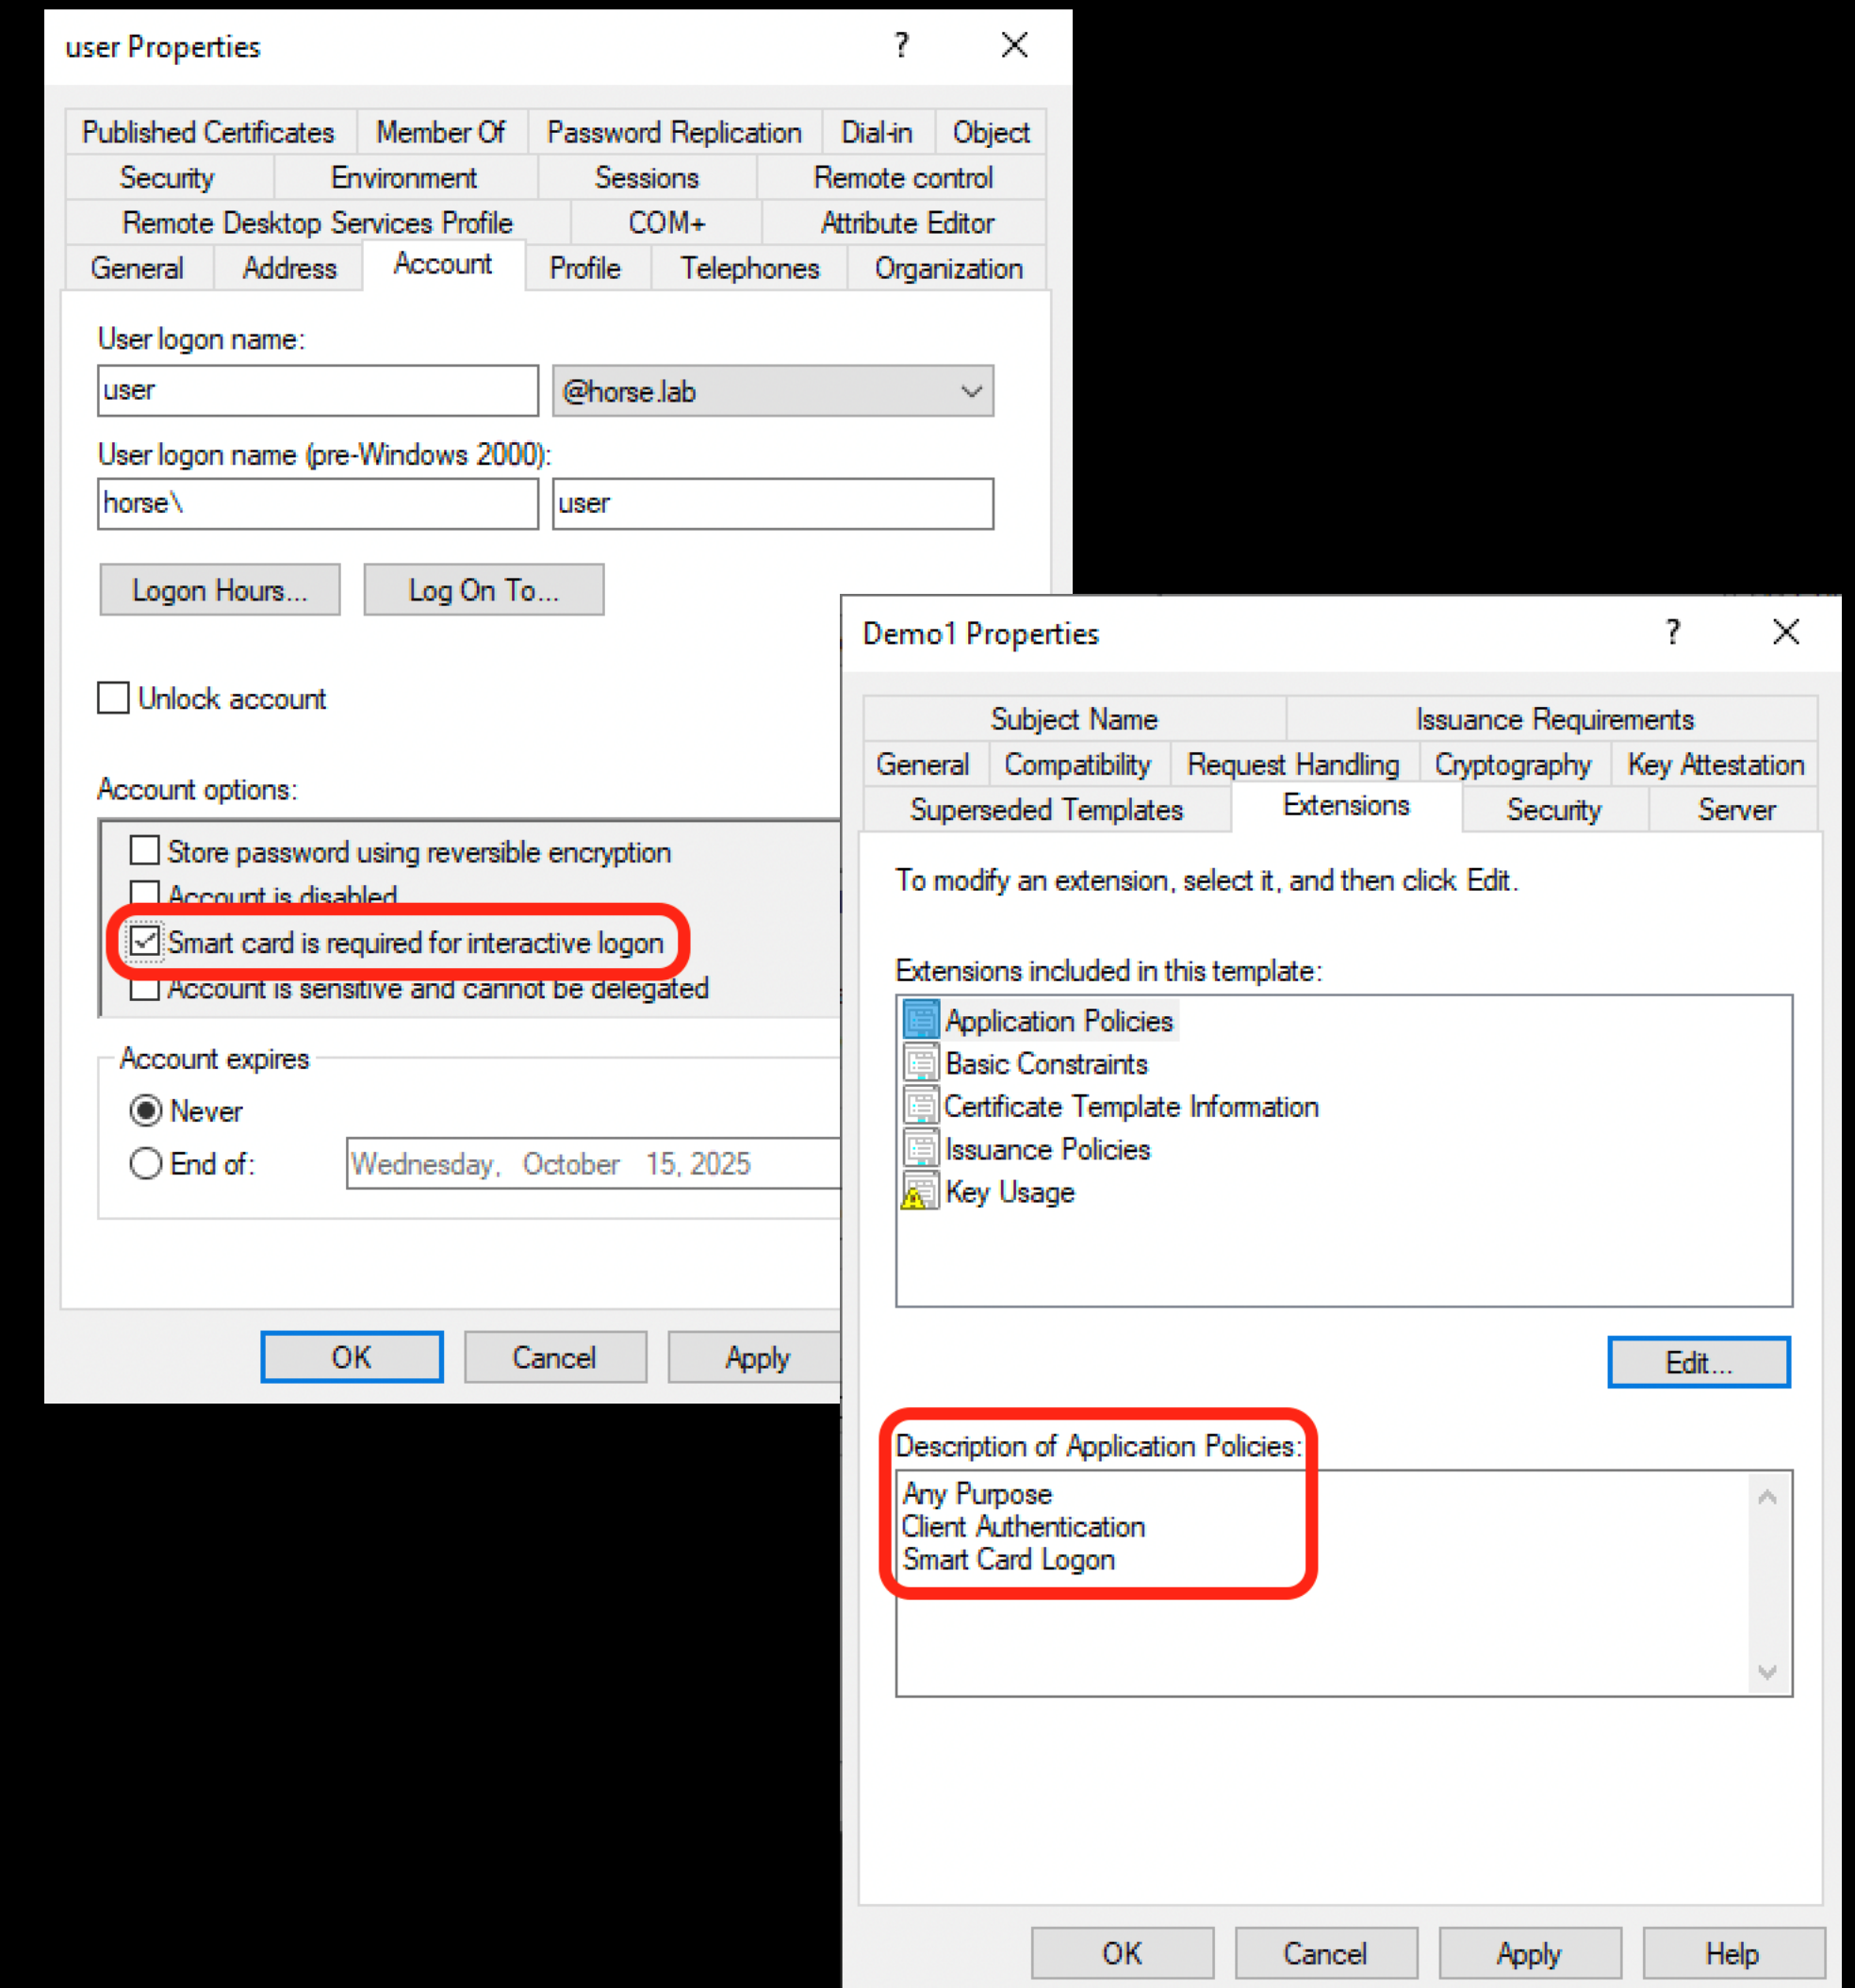 user Properties
Published Certificates Member Of Password Replication Dial-in Object
Security Environment Sessions Remote control
Remote Desktop Services Profile COM+ Attribute Editor
General Address Account Profile Telephones Organization
User logon name:
user @horse.lab
User logon name (pre-Windows 2000):
horse\ user
Logon Hours... Log On To...
Unlock account
Account options:
Store password using reversible encryption
Account is disabled
Smart card is required for interactive logon
Account is sensitive and cannot be delegated
Account expires
Never
End of: Wednesday, October 15, 2025
OK Cancel Apply
Demo1 Properties
Subject Name Issuance Requirements
General Compatibility Request Handling Cryptography Key Attestation
Superseded Templates Extensions Security Server
To modify an extension, select it, and then click Edit.
Extensions included in this template:
Application Policies
Basic Constraints
Certificate Template Information
Issuance Policies
Key Usage
Edit...
Description of Application Policies:
Any Purpose
Client Authentication
Smart Card Logon
OK Cancel Apply Help